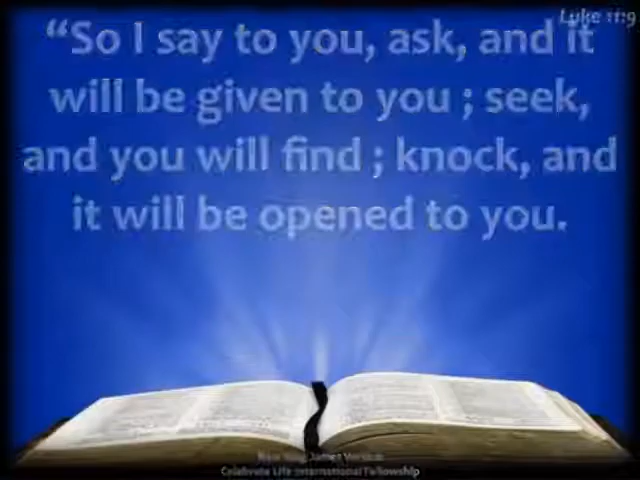 Luke 11:9
“So I say to you, ask, and it
will be given to you ; seek,
and you will find ; knock, and
it will be opened to you.
New King James Version
Celebrate Life International Fellowship